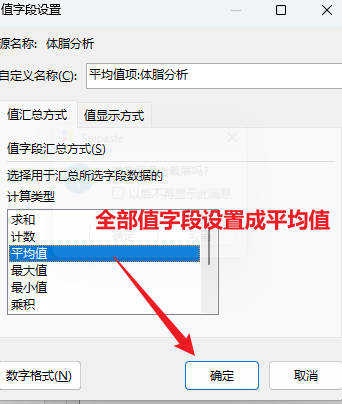 值字段设置
源名称: 体脂分析
自定义名称(C): 平均值项:体脂分析
值汇总方式 值显示方式
值字段汇总方式(S)
选择用于汇总所选字段数据的
计算类型
求和
全部值字段设置成平均值
计数
平均值
最大值
最小值
乘积
数字格式(N) 确定 取消